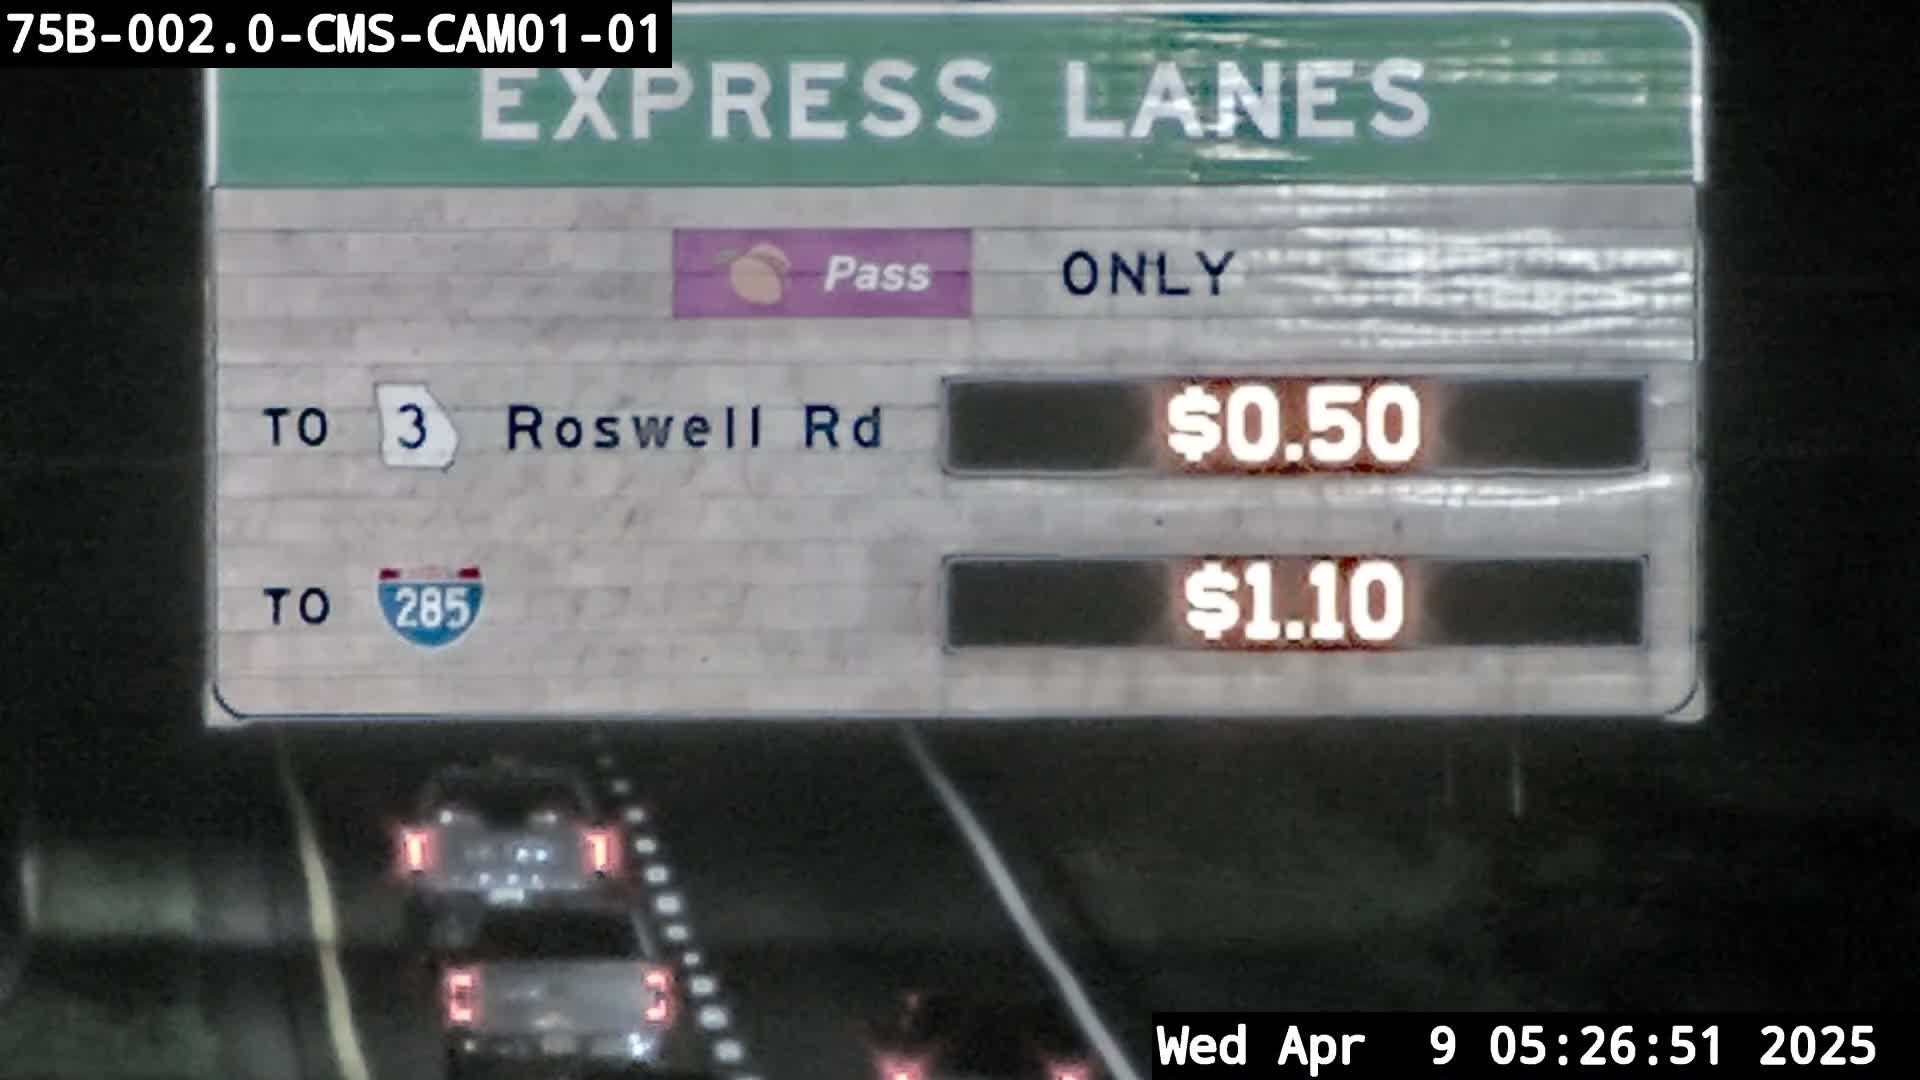 75B-002.0-CMS-CAM01-01
EXPRESS LANES
Pass ONLY
TO 3 Roswell Rd $0.50
TO 285 $1.10
Wed Apr 9 05:26:51 2025